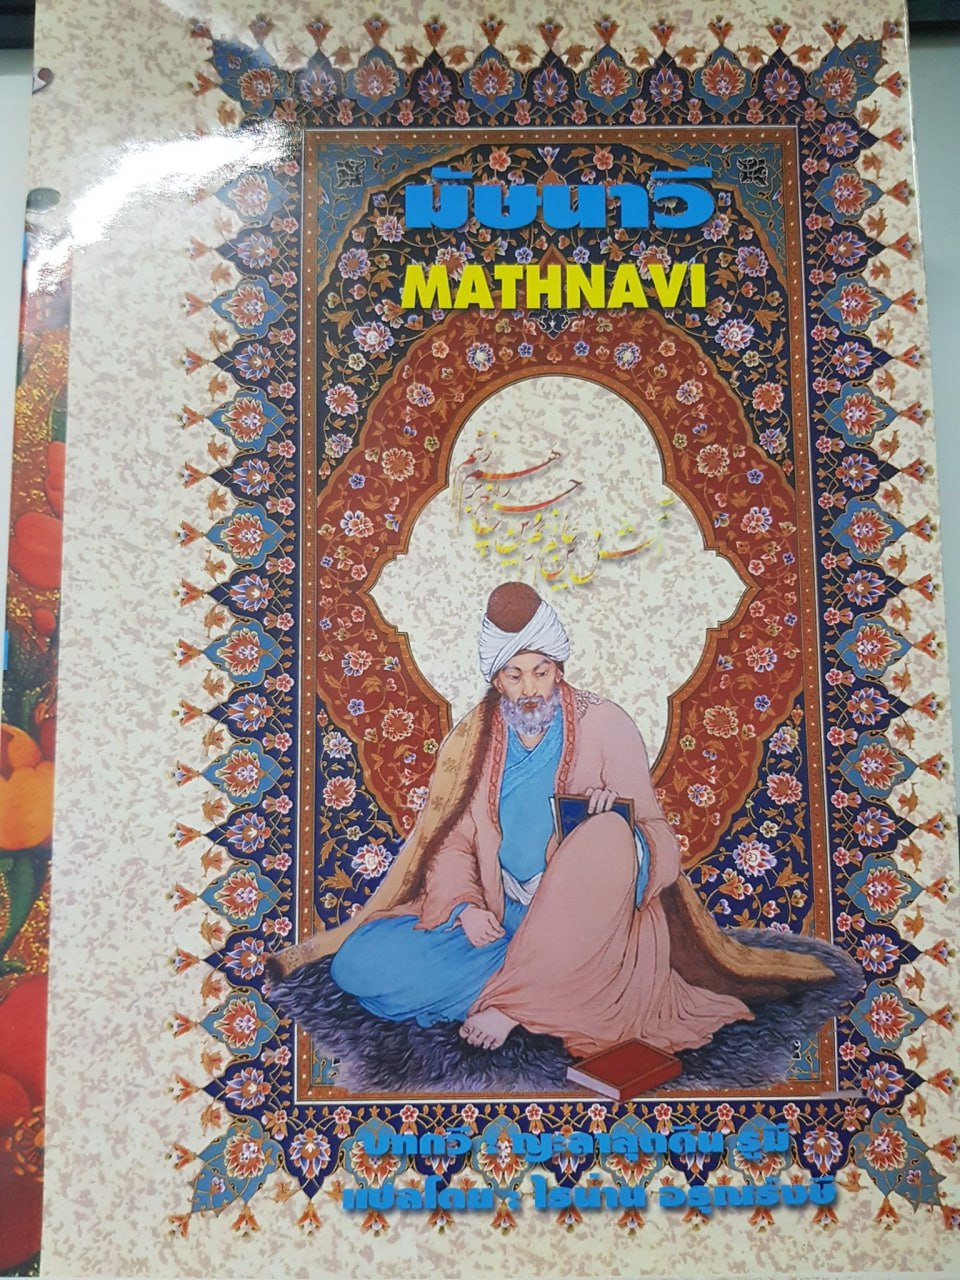 มัษนาวี
MATHNAVI
บทกวี : ญะลาลุดดีน รูมี
แปลโดย : ไรน่าน อรุณรังษี